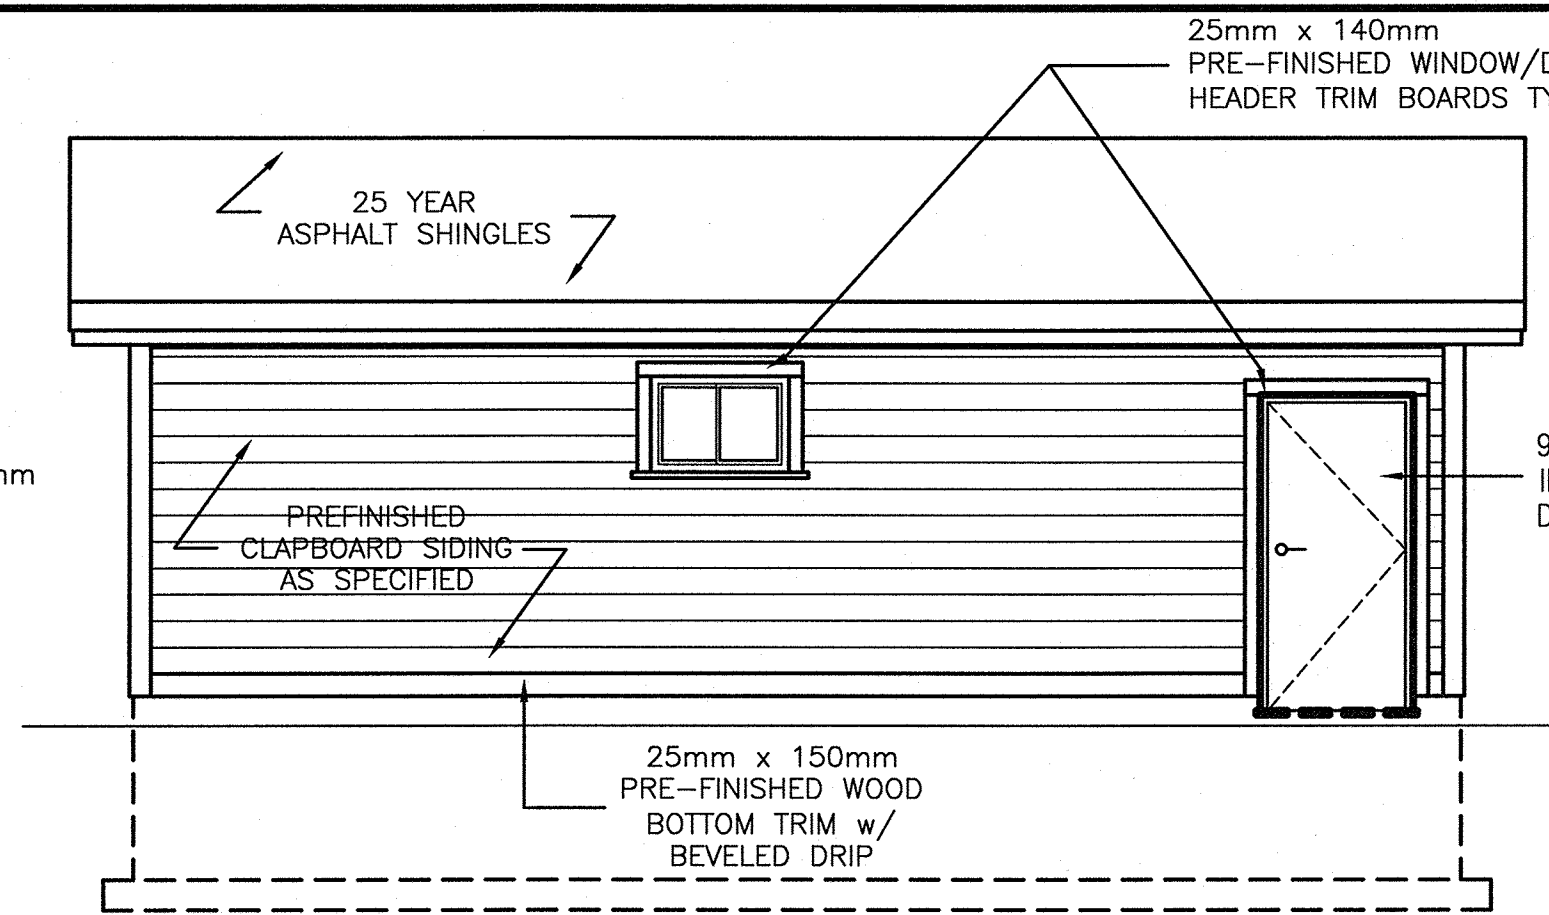 25mm x 140mm
PRE-FINISHED WINDOW/
HEADER TRIM BOARDS
25 YEAR
ASPHALT SHINGLES
mm
PREFINISHED
CLAPBOARD SIDING
AS SPECIFIED
25mm x 150mm
PRE-FINISHED WOOD
BOTTOM TRIM w/
BEVELED DRIP